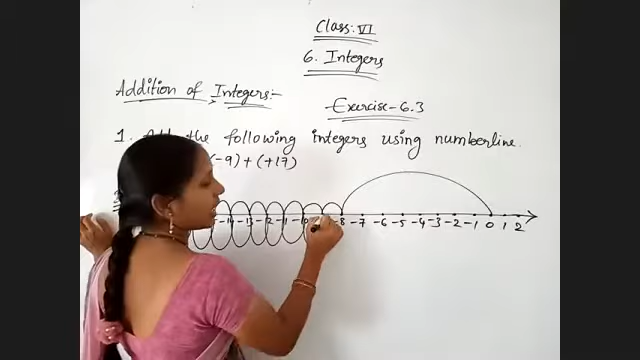 Class: VI
6. Integers
Addition of Integers:-
Exercise-6.3
1. the following integers using numberline.
-9) + (+17)
-14 -13 -12 -11 -10 -8 -7 -6 -5 -4 -3 -2 -1 0 1 2